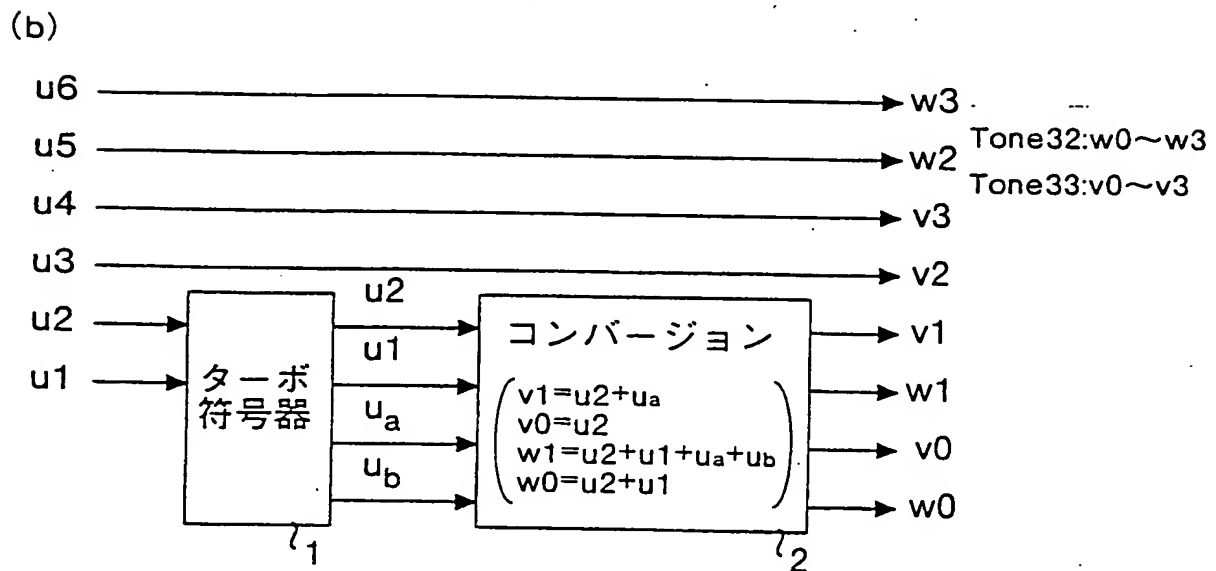 (b)
u6
w3
u5
w2
Tone32:w0～w3
Tone33:v0～v3
u4
v3
u3
v2
u2
u2
コンバージョン
v1
u1
u1
ターボ
符号器
v1=u2+ua
v0=u2
w1=u2+u1+ua+ub
w0=u2+u1
w1
ua
v0
ub
w0
1
2